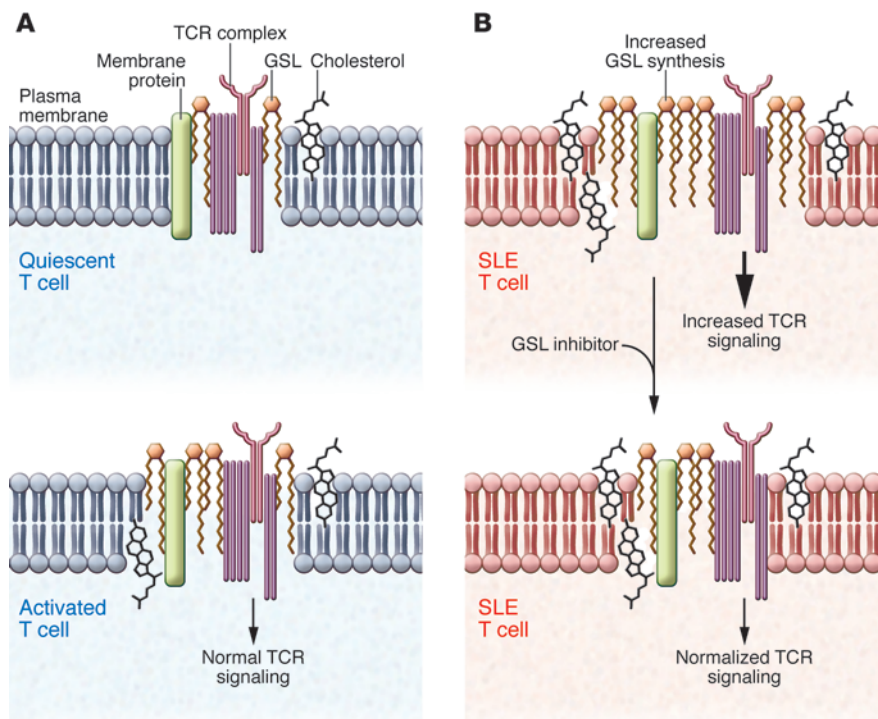 A
TCR complex
Membrane
protein
GSL
Cholesterol
Plasma
membrane
Quiescent
T cell
Activated
T cell
Normal TCR
signaling
B
Increased
GSL synthesis
SLE
T cell
Increased TCR
signaling
GSL inhibitor
SLE
T cell
Normalized TCR
signaling